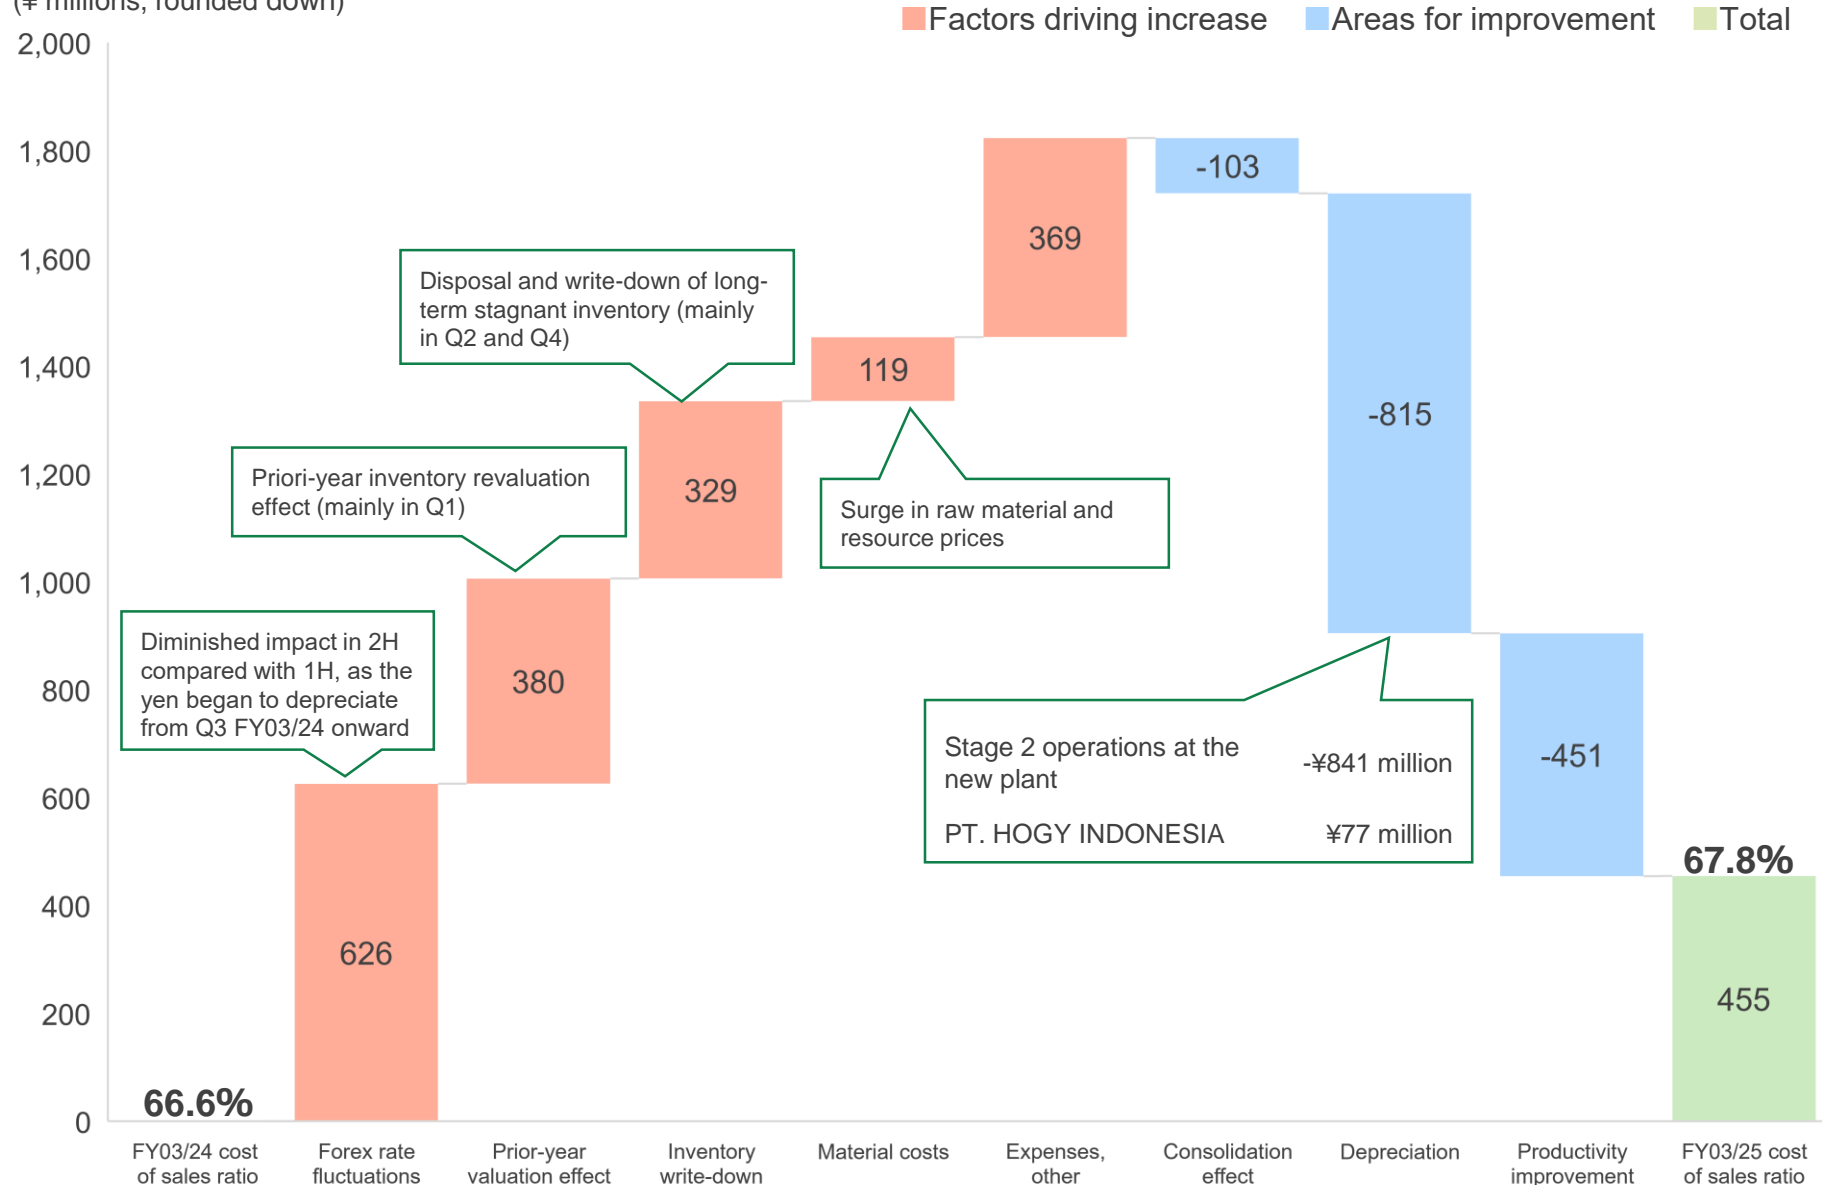 (¥ millions, rounded down)
Factors driving increase
Areas for improvement
Total
2,000
1,800
1,600
1,400
1,200
1,000
800
600
400
200
0
66.6%
626
380
329
119
369
-103
-815
-451
67.8%
455
Diminished impact in 2H
compared with 1H, as the
yen began to depreciate
from Q3 FY03/24 onward
Priori-year inventory revaluation
effect (mainly in Q1)
Disposal and write-down of long-
term stagnant inventory (mainly
in Q2 and Q4)
Surge in raw material and
resource prices
Stage 2 operations at the
new plant
-¥841 million
PT. HOGY INDONESIA
¥77 million
FY03/24 cost
of sales ratio
Forex rate
fluctuations
Prior-year
valuation effect
Inventory
write-down
Material costs
Expenses,
other
Consolidation
effect
Depreciation
Productivity
improvement
FY03/25 cost
of sales ratio